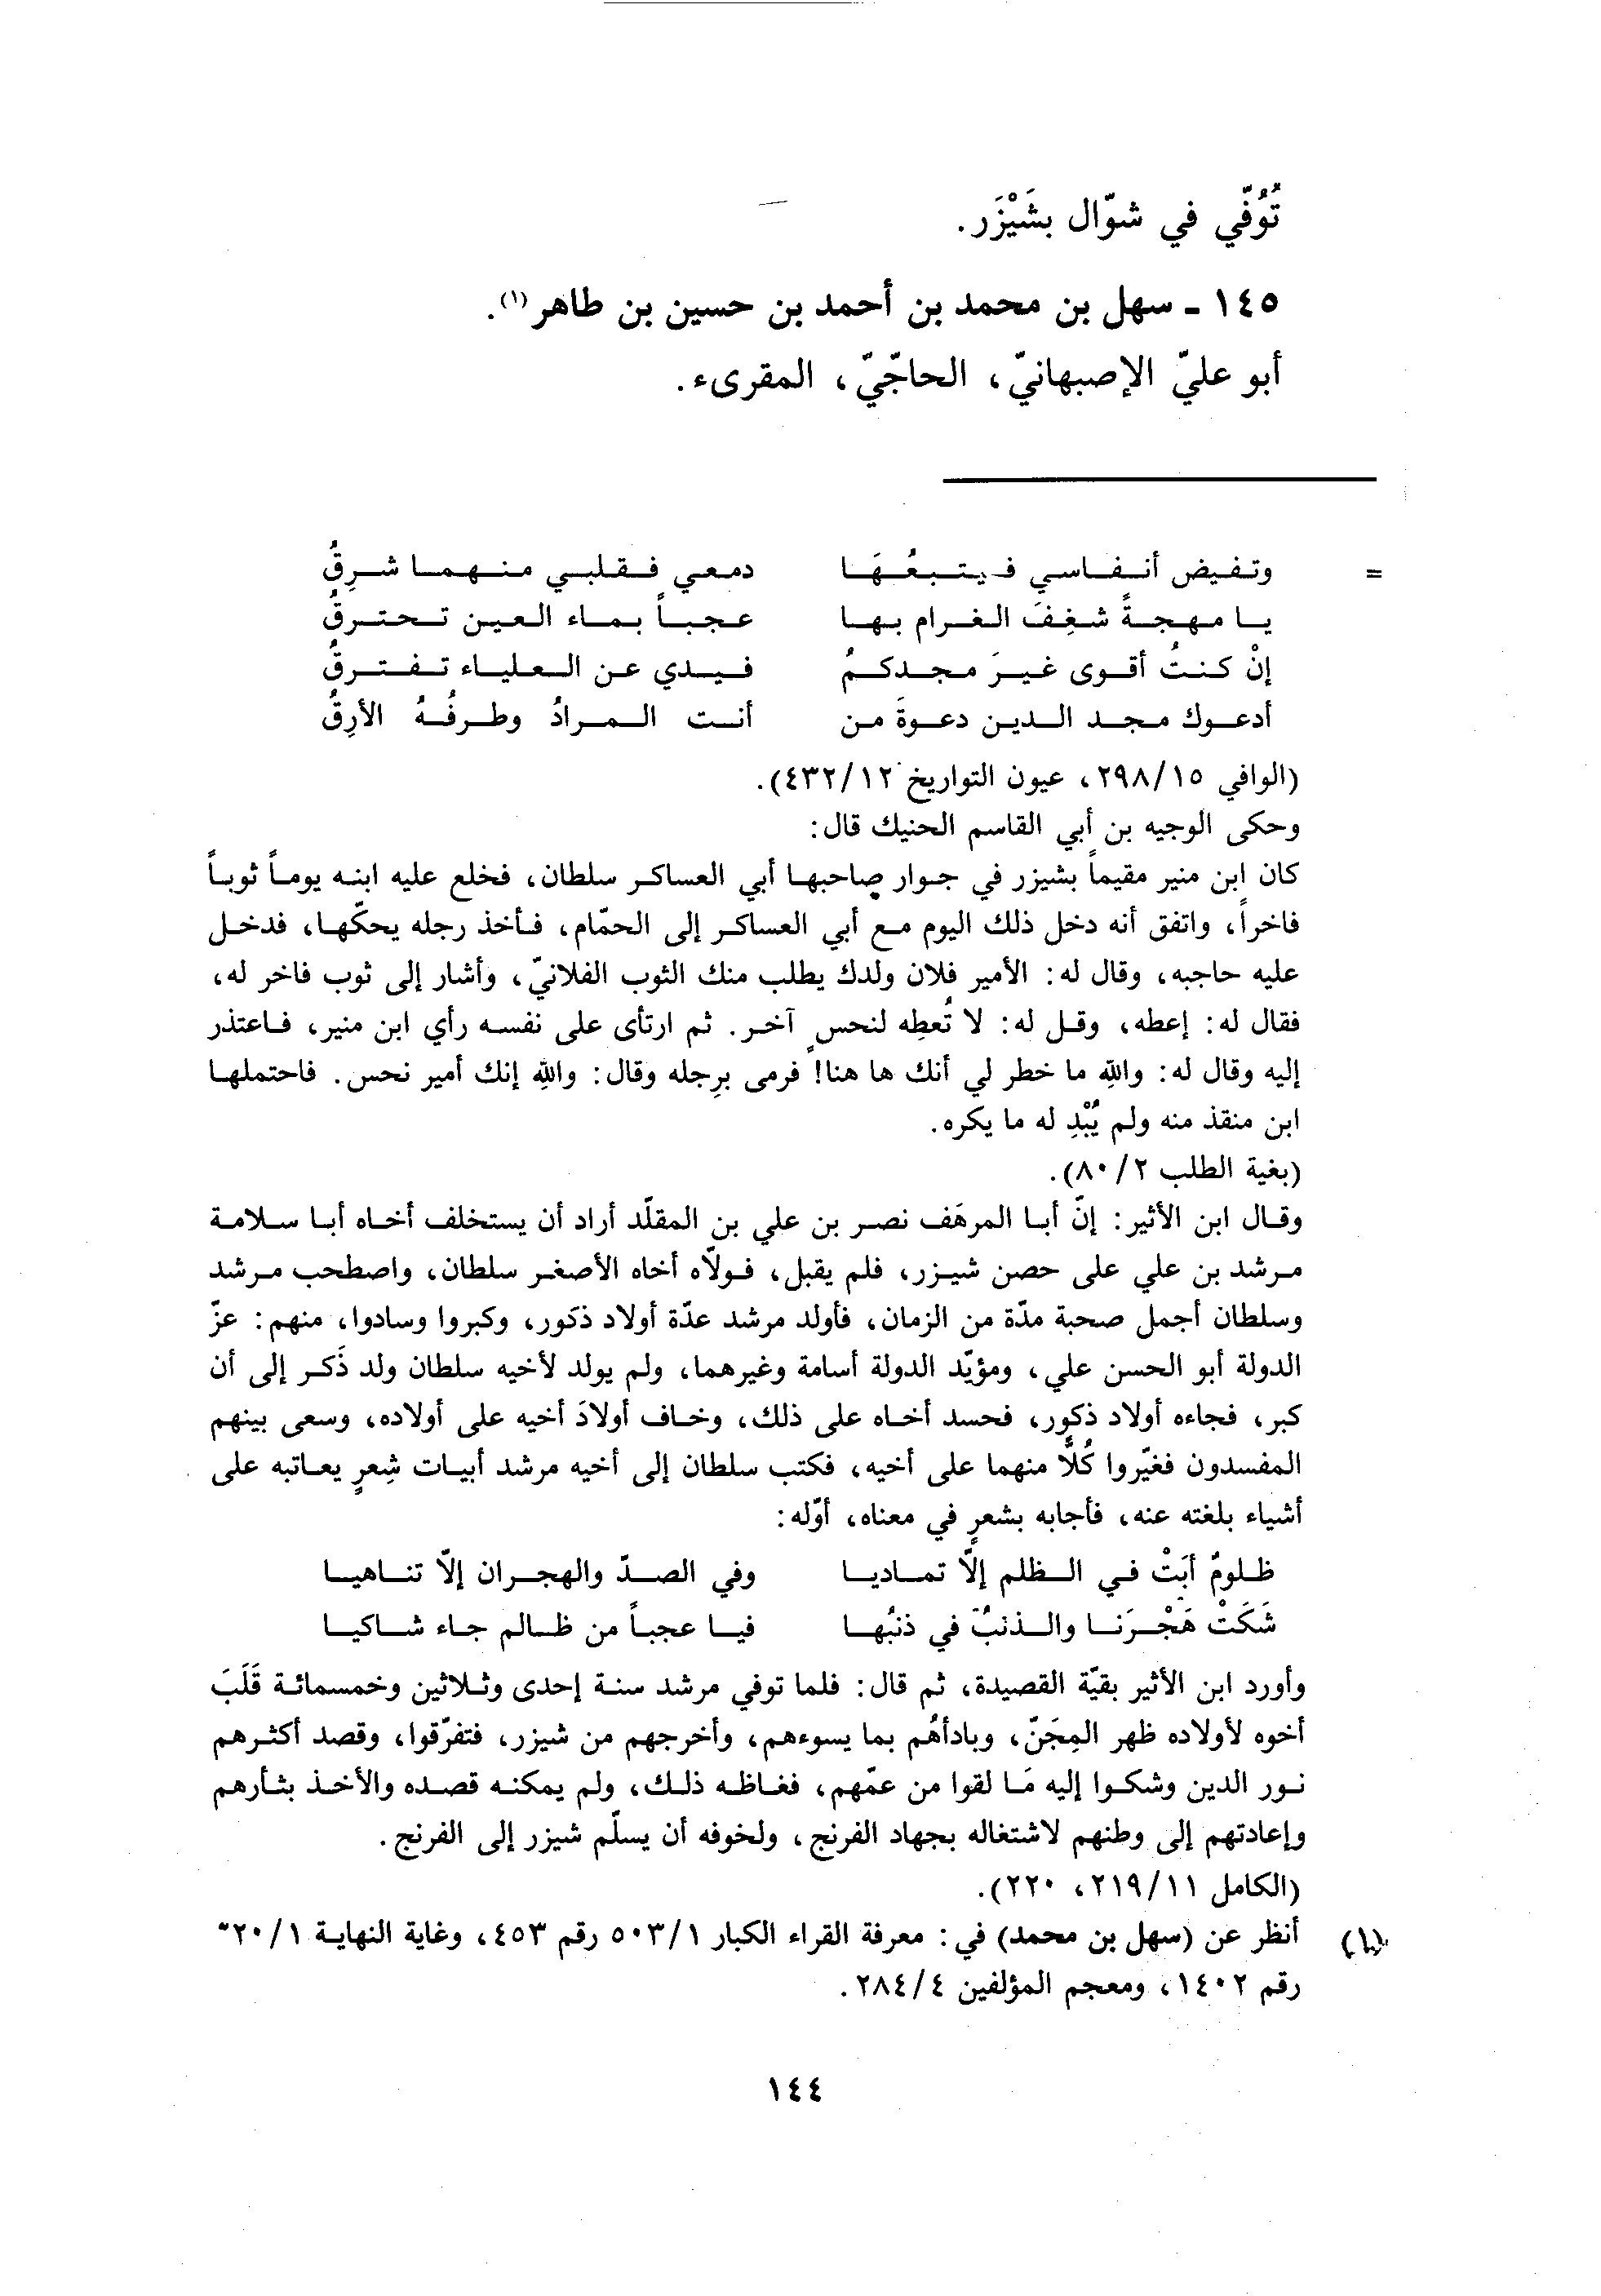 تُوُفّي في شوّال بشَيْزَر.
١٤٥ - سهل بن محمد بن أحمد بن حسين بن طاهر(١).
أبو عليّ الإصبهانيّ، الحاجّيّ، المقرىء.
= وتفيض أنفاسي فيتبعُهَا دمعي فقلبي منهما شرِقُ
يا مهجةً شغِفَ الغرام بها عجباً بماء العين تحترقُ
إنْ كنتُ أقوى غيرَ مجدكمُ فيدي عن العلياء تفترقُ
أدعوك مجد الدين دعوةَ من أنت المرادُ وطرفُهُ الأرِقُ
(الوافي ٢٩٨/١٥، عيون التواريخ ٤٣٢/١٢).
وحكى الوجيه بن أبي القاسم الحنيك قال:
كان ابن منير مقيماً بشيزر في جوار صاحبها أبي العساكر سلطان، فخلع عليه ابنه يوماً ثوباً
فاخراً، واتفق أنه دخل ذلك اليوم مع أبي العساكر إلى الحمّام، فأخذ رجله يحكّها، فدخل
عليه حاجبه، وقال له: الأمير فلان ولدك يطلب منك الثوب الفلانيّ، وأشار إلى ثوب فاخر له،
فقال له: إعطه، وقل له: لا تُعطِه لنحسٍ آخر. ثم ارتأى على نفسه رأي ابن منير، فاعتذر
إليه وقال له: واللهِ ما خطر لي أنك ها هنا! فرمى برِجله وقال: واللهِ إنك أمير نحس. فاحتملها
ابن منقذ منه ولم يُبْدِ له ما يكره.
(بغية الطلب ٨٠/٢).
وقال ابن الأثير: إنّ أبا المرهَف نصر بن علي بن المقلّد أراد أن يستخلف أخاه أبا سلامة
مرشد بن علي على حصن شيزر، فلم يقبل، فولاّه أخاه الأصغر سلطان، واصطحب مرشد
وسلطان أجمل صحبة مدّة من الزمان، فأولد مرشد عدّة أولاد ذكور، وكبروا وسادوا، منهم: عزّ
الدولة أبو الحسن علي، ومؤيّد الدولة أسامة وغيرهما، ولم يولد لأخيه سلطان ولد ذَكر إلى أن
كبر، فجاءه أولاد ذكور، فحسد أخاه على ذلك، وخاف أولادَ أخيه على أولاده، وسعى بينهم
المفسدون فغيّروا كُلاًّ منهما على أخيه، فكتب سلطان إلى أخيه مرشد أبيات شِعرٍ يعاتبه على
أشياء بلغته عنه، فأجابه بشعرٍ في معناه، أوّله:
ظلومٌ أبَتْ في الظلم إلاّ تماديا وفي الصدّ والهجران إلاّ تناهيا
شَكَتْ هَجْرَنا والذنبُ في ذنبُها فيا عجباً من ظالم جاء شاكيا
وأورد ابن الأثير بقيّة القصيدة، ثم قال: فلما توفي مرشد سنة إحدى وثلاثين وخمسمائة قَلَبَ
أخوه لأولاده ظهر المِجَنّ، وبادأهُم بما يسوءهم، وأخرجهم من شيزر، فتفرّقوا، وقصد أكثرهم
نور الدين وشكوا إليه مَا لقوا من عمّهم، فغاظه ذلك، ولم يمكنه قصده والأخذ بثأرهم
وإعادتهم إلى وطنهم لاشتغاله بجهاد الفرنج، ولخوفه أن يسلّم شيزر إلى الفرنج.
(الكامل ٢١٩/١١، ٢٢٠).
(١) أنظر عن (سهل بن محمد) في: معرفة القراء الكبار ٥٠٣/١ رقم ٤٥٣، وغاية النهاية
رقم ١٤٠٢، ومعجم المؤلفين ٢٨٤/٤.
١٤٤